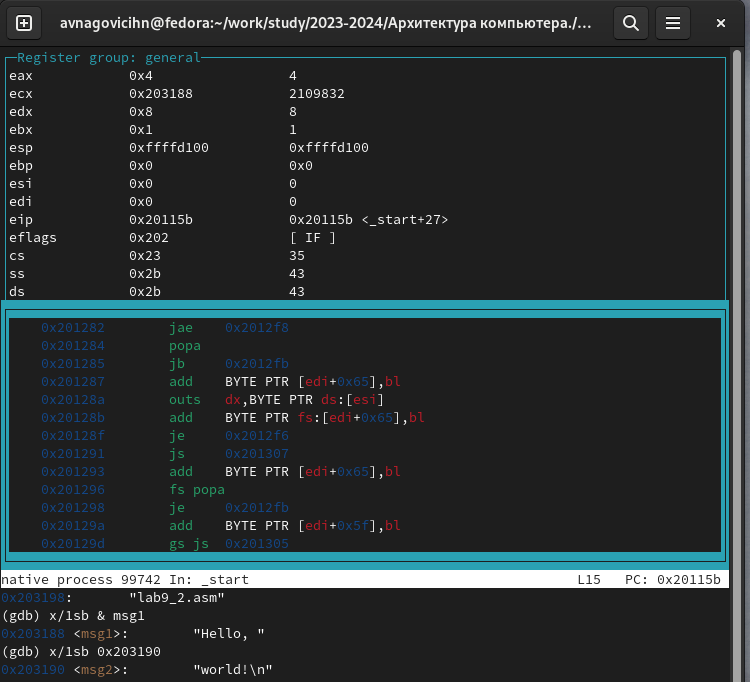 avnagovicihn@fedora:~/work/study/2023-2024/Архитектура компьютера./...
Register group: general
eax 0x4 4
ecx 0x203188 2109832
edx 0x8 8
ebx 0x1 1
esp 0xffffd100 0xffffd100
ebp 0x0 0x0
esi 0x0 0
edi 0x0 0
eip 0x20115b 0x20115b <_start+27>
eflags 0x202 [ IF ]
cs 0x23 35
ss 0x2b 43
ds 0x2b 43
0x201282 jae 0x2012f8
0x201284 popa
0x201285 jb 0x2012fb
0x201287 add BYTE PTR [edi+0x65],bl
0x20128a outs dx,BYTE PTR ds:[esi]
0x20128b add BYTE PTR fs:[edi+0x65],bl
0x20128f je 0x2012f6
0x201291 js 0x201307
0x201293 add BYTE PTR [edi+0x65],bl
0x201296 fs popa
0x201298 je 0x2012fb
0x20129a add BYTE PTR [edi+0x5f],bl
0x20129d gs js 0x201305
native process 99742 In: _start L15 PC: 0x20115b
0x203198: "lab9_2.asm"
(gdb) x/1sb & msg1
0x203188 <msg1>: "Hello, "
(gdb) x/1sb 0x203190
0x203190 <msg2>: "world!\n"